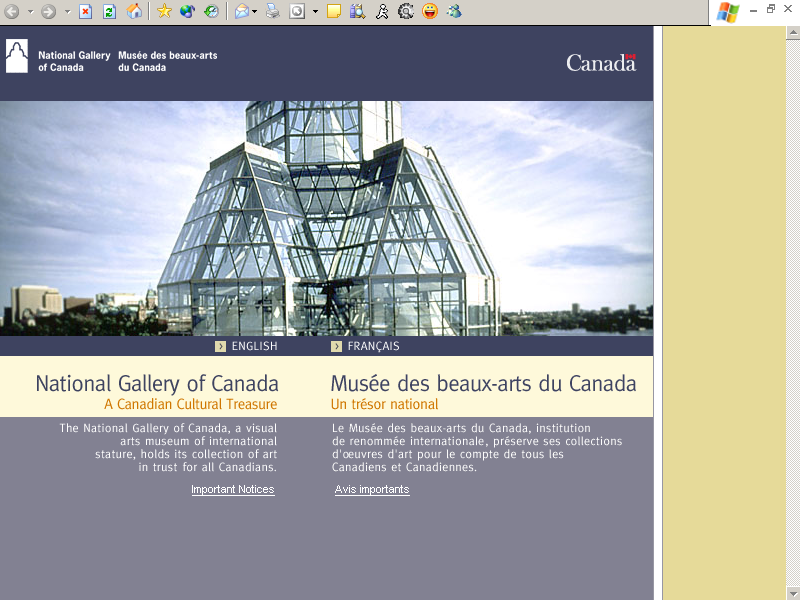 National Gallery
of Canada
Musée des beaux-arts
du Canada
Canada
ENGLISH
FRANÇAIS
National Gallery of Canada
A Canadian Cultural Treasure
Musée des beaux-arts du Canada
Un trésor national
The National Gallery of Canada, a visual
arts museum of international
stature, holds its collection of art
in trust for all Canadians.
Important Notices
Le Musée des beaux-arts du Canada, institution
de renommée internationale, préserve ses collections
d'œuvres d'art pour le compte de tous les
Canadiens et Canadiennes.
Avis importants